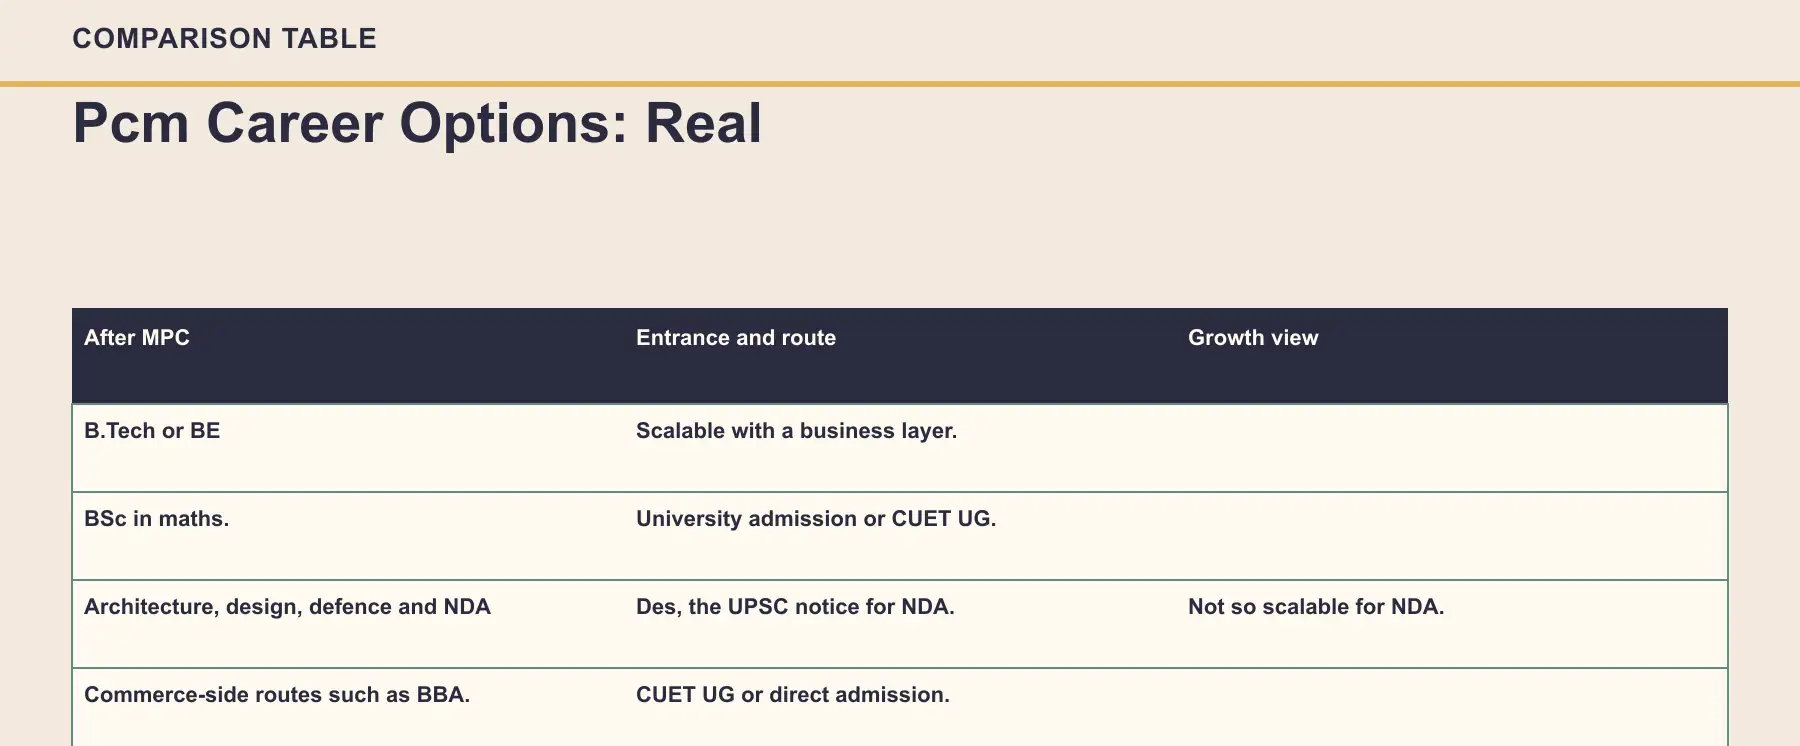 COMPARISON TABLE
Pcm Career Options: Real
After MPC Entrance and route Growth view
B.Tech or BE Scalable with a business layer.
BSc in maths. University admission or CUET UG.
Architecture, design, defence and NDA Des, the UPSC notice for NDA. Not so scalable for NDA.
Commerce-side routes such as BBA. CUET UG or direct admission.